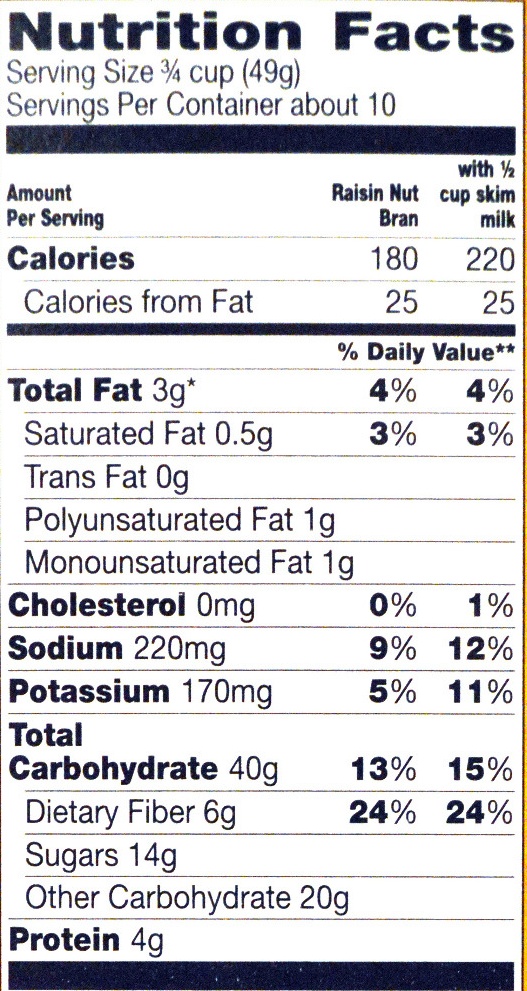 Nutrition Facts
Serving Size ¾ cup (49g)
Servings Per Container about 10
with ½
Amount Raisin Nut cup skim
Per Serving Bran milk
Calories 180 220
Calories from Fat 25 25
% Daily Value**
Total Fat 3g* 4% 4%
Saturated Fat 0.5g 3% 3%
Trans Fat 0g
Polyunsaturated Fat 1g
Monounsaturated Fat 1g
Cholesterol 0mg 0% 1%
Sodium 220mg 9% 12%
Potassium 170mg 5% 11%
Total
Carbohydrate 40g 13% 15%
Dietary Fiber 6g 24% 24%
Sugars 14g
Other Carbohydrate 20g
Protein 4g